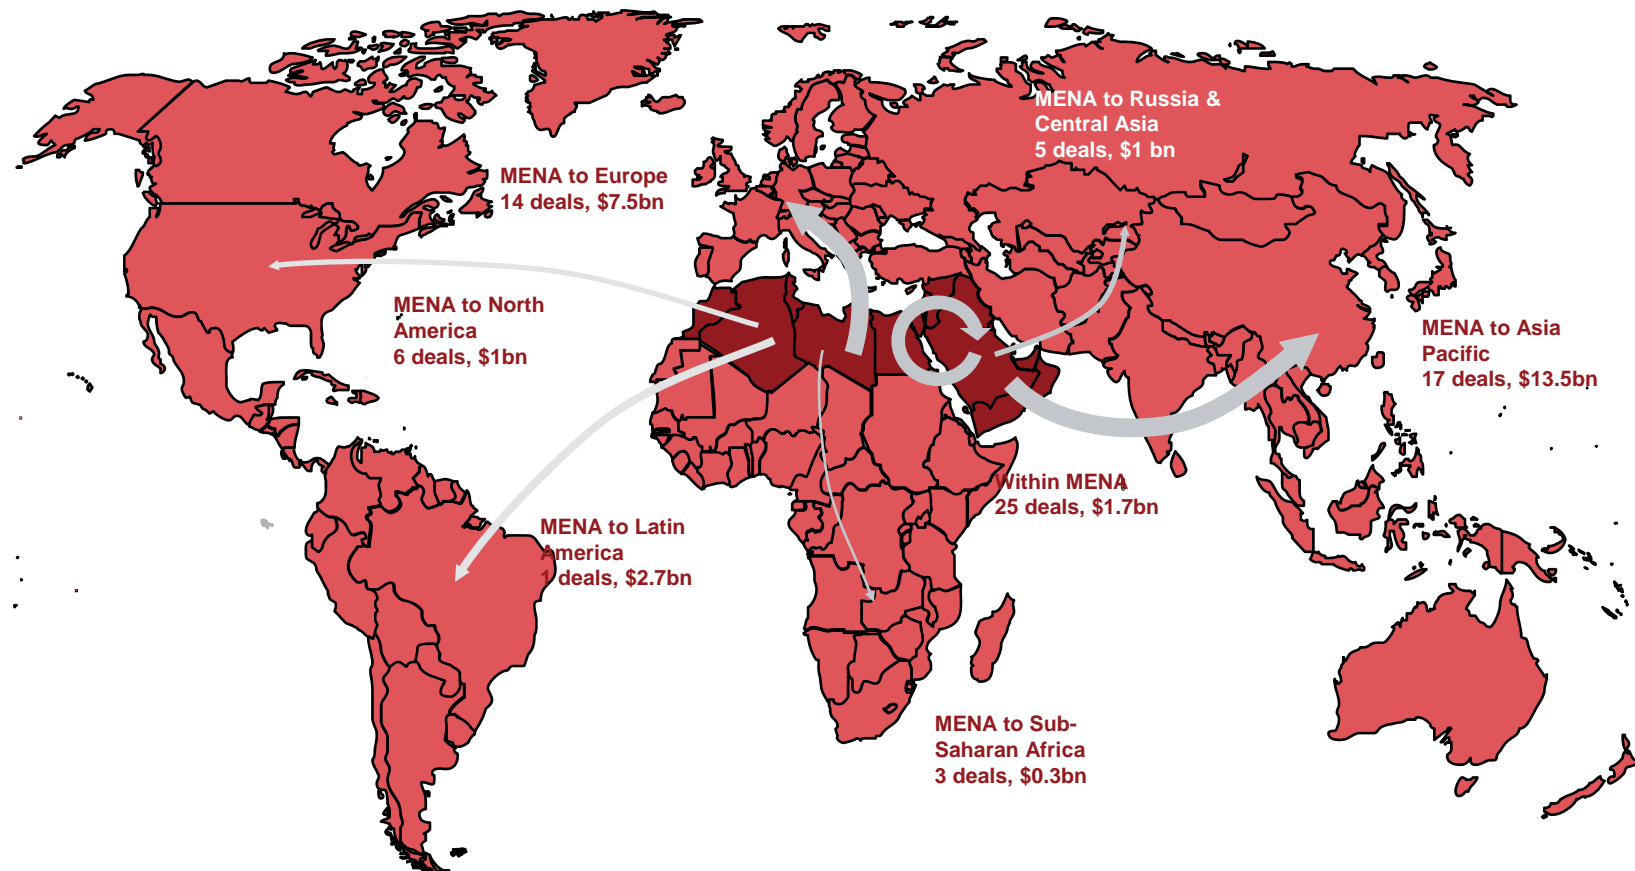 MENA to Russia &
Central Asia
5 deals, $1 bn
MENA to Europe
14 deals, $7.5bn
MENA to North
America
6 deals, $1bn
MENA to Asia
Pacific
17 deals, $13.5bn
Within MENA
25 deals, $1.7bn
MENA to Latin
America
1 deals, $2.7bn
MENA to Sub-
Saharan Africa
3 deals, $0.3bn